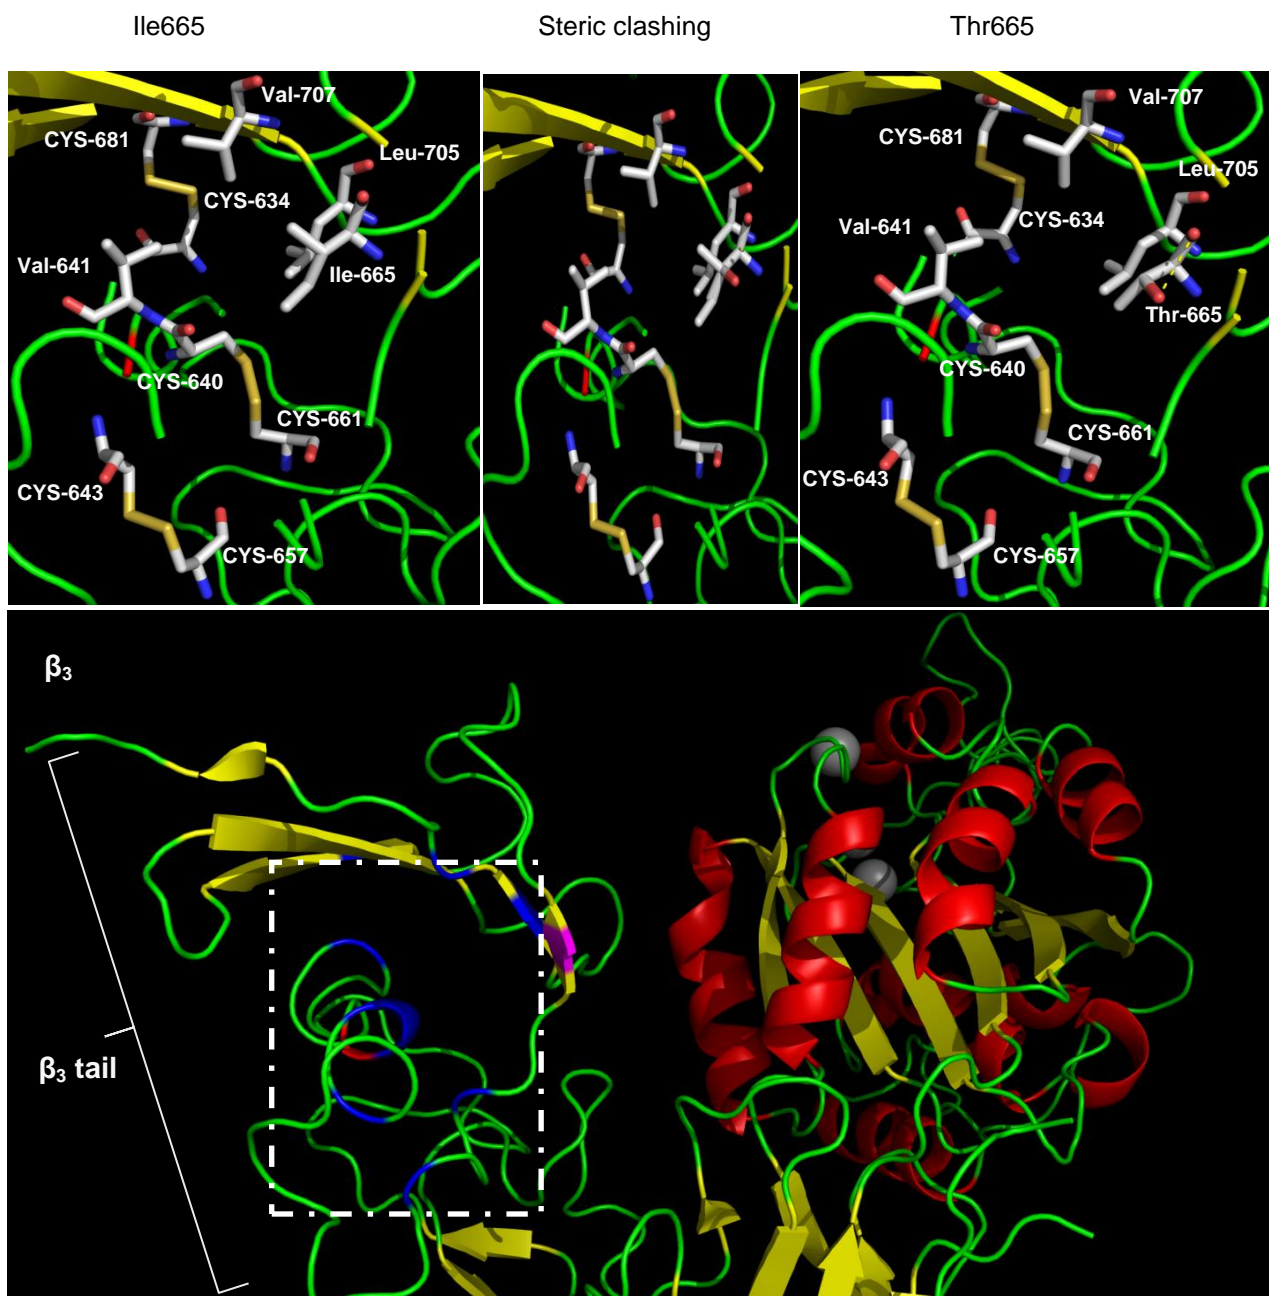 Ile665
Steric clashing
Thr665
Val-707
CYS-681
Leu-705
CYS-634
Val-641
Ile-665
CYS-640
CYS-661
CYS-643
CYS-657
Val-707
CYS-681
Leu-705
CYS-634
Val-641
Thr-665
CYS-640
CYS-661
CYS-643
CYS-657
β₃
β₃ tail